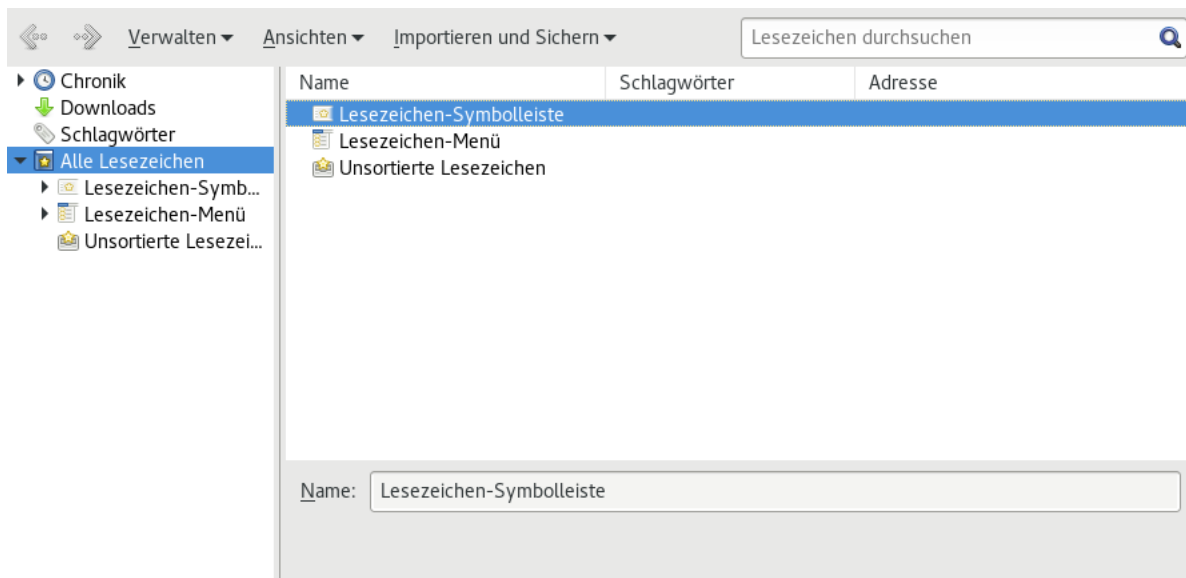 Verwalten Ansichten Importieren und Sichern Lesezeichen durchsuchen
Chronik
Downloads
Schlagwörter
Alle Lesezeichen
Lesezeichen-Symb...
Lesezeichen-Menü
Unsortierte Lesezei...
Name Schlagwörter Adresse
Lesezeichen-Symbolleiste
Lesezeichen-Menü
Unsortierte Lesezeichen
Name: Lesezeichen-Symbolleiste